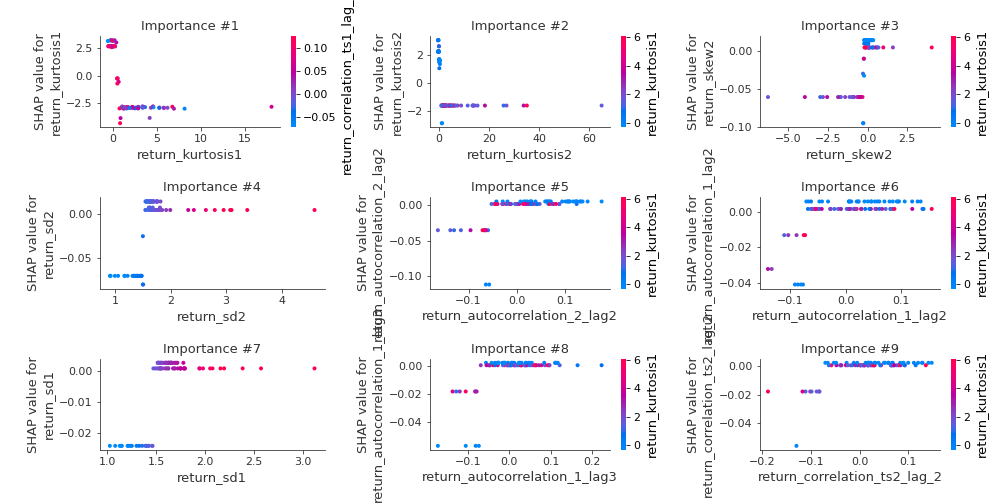 Importance #1
SHAP value for
return_kurtosis1
2.5
0.0
−2.5
0
5
10
15
return_kurtosis1
0.10
0.05
0.00
−0.05
return_correlation_ts1_lag_
Importance #2
SHAP value for
return_kurtosis2
2
0
−2
0
20
40
60
return_kurtosis2
6
4
2
0
return_kurtosis1
Importance #3
SHAP value for
return_skew2
0.00
−0.05
−0.10
−5.0
−2.5
0.0
2.5
return_skew2
6
4
2
0
return_kurtosis1
Importance #4
SHAP value for
return_sd2
0.00
−0.05
1
2
3
4
return_sd2
Importance #5
SHAP value for
return_autocorrelation_2_lag2
0.00
−0.05
−0.10
−0.1
0.0
0.1
return_autocorrelation_2_lag2
6
4
2
0
return_kurtosis1
Importance #6
SHAP value for
return_autocorrelation_1_lag2
0.00
−0.02
−0.04
−0.1
0.0
0.1
return_autocorrelation_1_lag2
6
4
2
0
return_kurtosis1
Importance #7
SHAP value for
return_sd1
0.00
−0.01
−0.02
1.0
1.5
2.0
2.5
3.0
return_sd1
Importance #8
SHAP value for
return_autocorrelation_1_lag3
0.00
−0.02
−0.04
−0.1
0.0
0.1
0.2
return_autocorrelation_1_lag3
6
4
2
0
return_kurtosis1
Importance #9
SHAP value for
return_correlation_ts2_lag_2
0.00
−0.02
−0.04
−0.2
−0.1
0.0
0.1
return_correlation_ts2_lag_2
6
4
2
0
return_kurtosis1